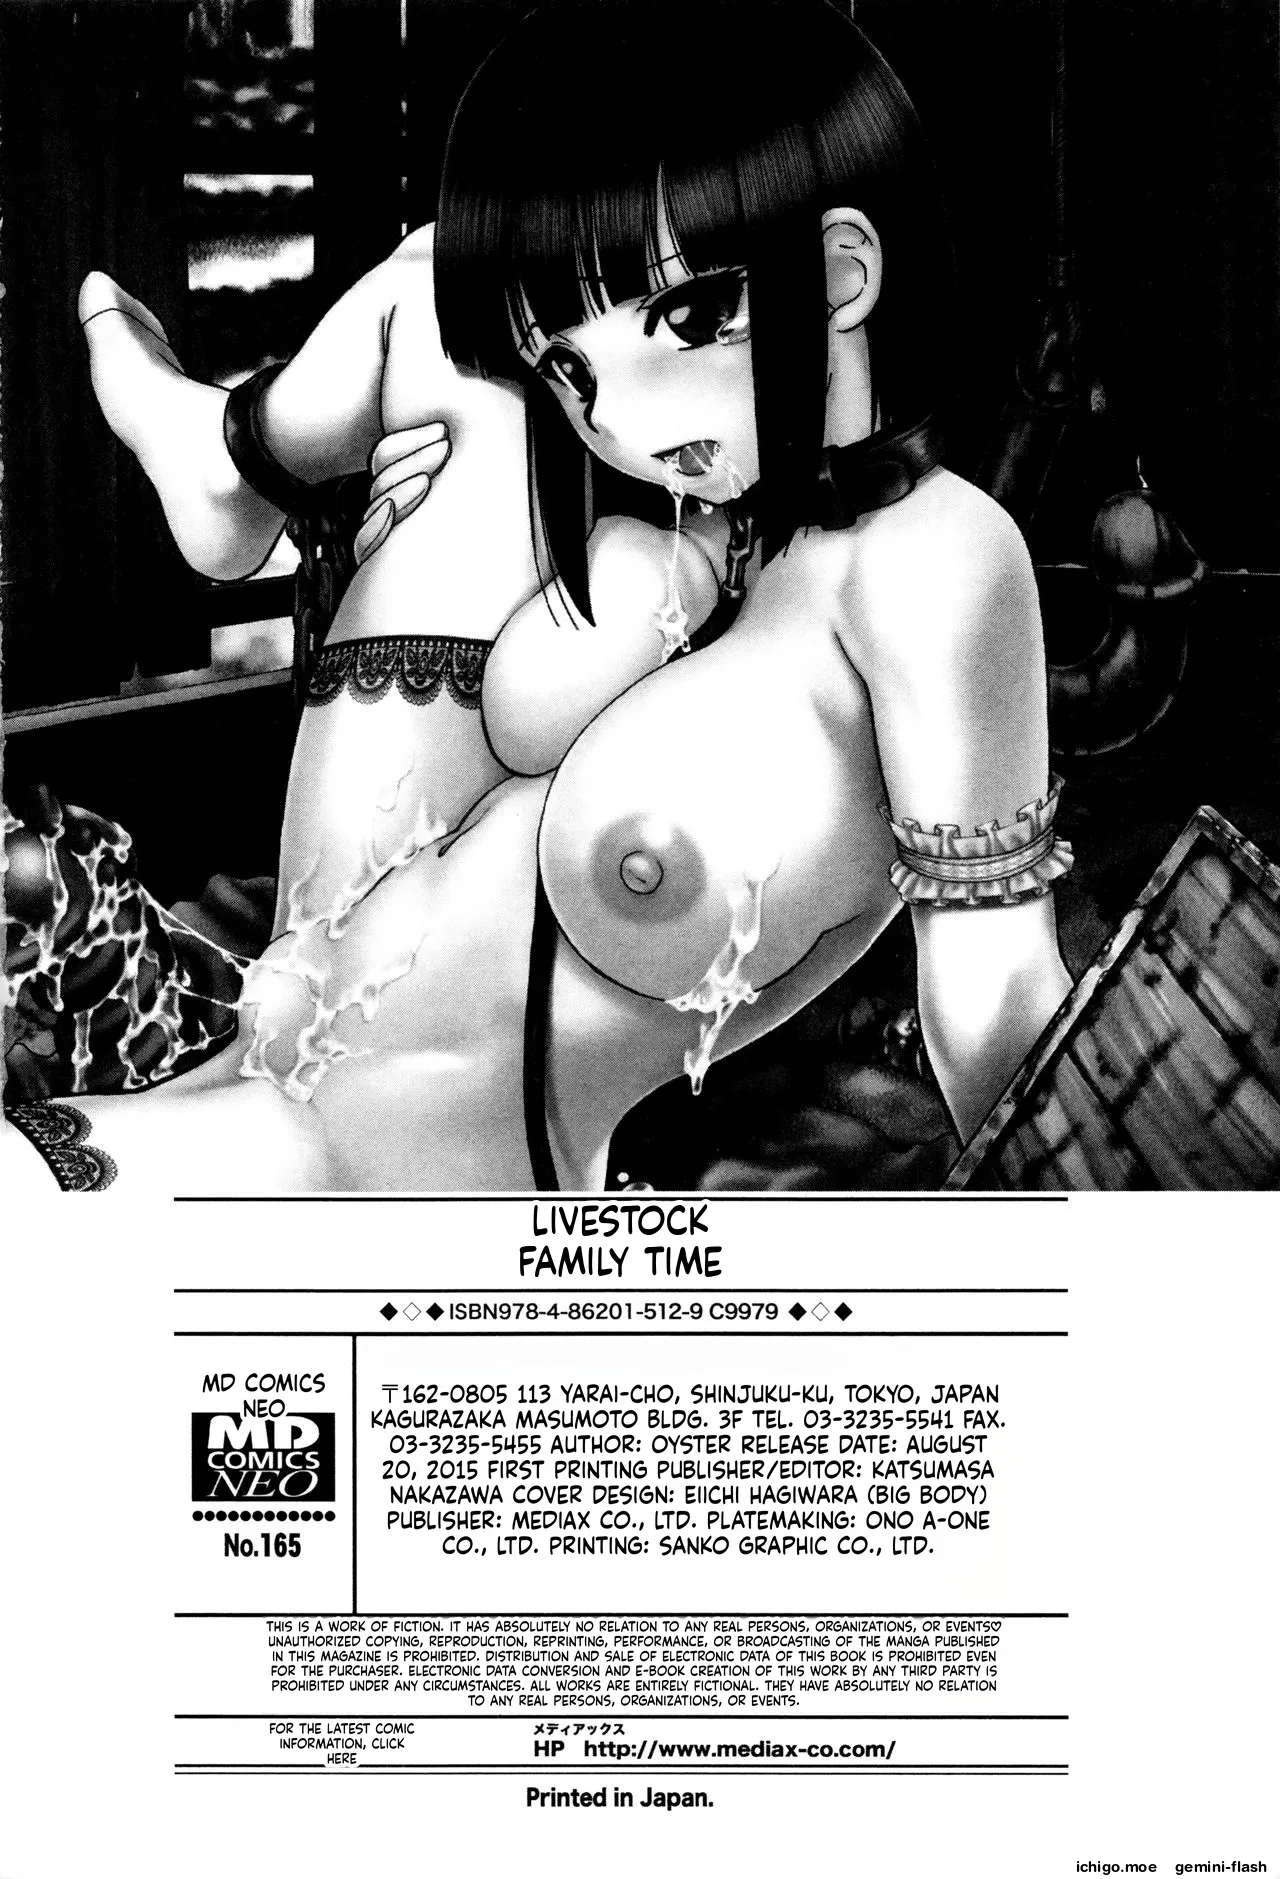 LIVESTOCK
FAMILY TIME
◆◇◆ISBN978-4-86201-512-9 C9979 ◆◇◆
MD COMICS
NEO
MD
COMICS
NEO
No.165
〒162-0805 113 YARAI-CHO, SHINJUKU-KU, TOKYO, JAPAN
KAGURAZAKA MASUMOTO BLDG. 3F TEL. 03-3235-5541 FAX.
03-3235-5455 AUTHOR: OYSTER RELEASE DATE: AUGUST
20, 2015 FIRST PRINTING PUBLISHER/EDITOR: KATSUMASA
NAKAZAWA COVER DESIGN: EIICHI HAGIWARA (BIG BODY)
PUBLISHER: MEDIAX CO., LTD. PLATEMAKING: ONO A-ONE
CO., LTD. PRINTING: SANKO GRAPHIC CO., LTD.
THIS IS A WORK OF FICTION. IT HAS ABSOLUTELY NO RELATION TO ANY REAL PERSONS, ORGANIZATIONS, OR EVENTS♡
UNAUTHORIZED COPYING, REPRODUCTION, REPRINTING, PERFORMANCE, OR BROADCASTING OF THE MANGA PUBLISHED
IN THIS MAGAZINE IS PROHIBITED. DISTRIBUTION AND SALE OF ELECTRONIC DATA OF THIS BOOK IS PROHIBITED EVEN
FOR THE PURCHASER. ELECTRONIC DATA CONVERSION AND E-BOOK CREATION OF THIS WORK BY ANY THIRD PARTY IS
PROHIBITED UNDER ANY CIRCUMSTANCES. ALL WORKS ARE ENTIRELY FICTIONAL. THEY HAVE ABSOLUTELY NO RELATION
TO ANY REAL PERSONS, ORGANIZATIONS, OR EVENTS.
FOR THE LATEST COMIC
INFORMATION, CLICK
HERE
メディアックス
HP http://www.mediax-co.com/
Printed in Japan.
ichigo.moe gemini-flash